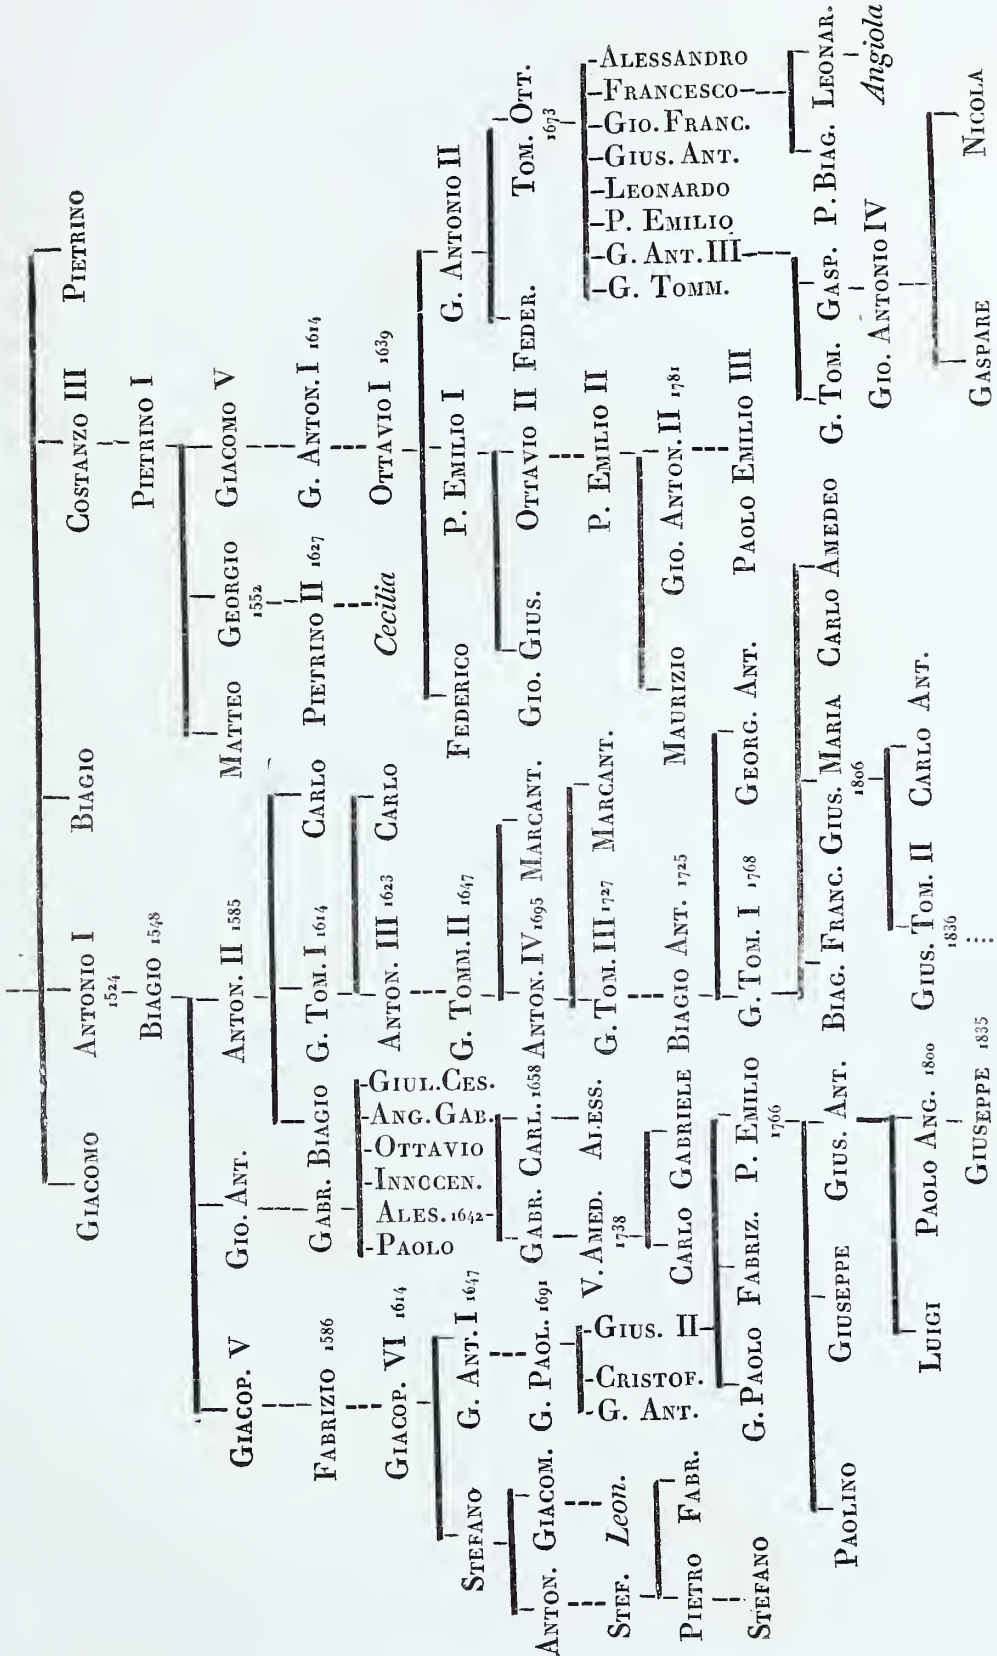 GIACOMO ANTONIO I BIAGIO COSTANZO III PIETRINO
1524
BIAGIO 1548 PIETRINO I
GIACOP. V GIO. ANT. ANTON. II 1585 MATTEO GEORGIO GIACOMO V
1552
FABRIZIO 1586 GABR. BIAGIO G. TOM. I 1614 CARLO PIETRINO II 1627 G. ANTON. I 1614
GIACOP. VI 1614 ANTON. III 1623 CARLO Cecilia OTTAVIO I 1639
-GIUL. CES.
-ANG. GAB.
-OTTAVIO
-INNOCEN.
ALES. 1642-
-PAOLO
STEFANO G. ANT. I 1647 G. TOMM. II 1647 FEDERICO P. EMILIO I G. ANTONIO II
ANTON. GIACOM. G. PAOL. 1691 GABR. CARL. 1658 ANTON. IV 1695 MARCANT. GIO. GIUS. OTTAVIO II FEDER. TOM. OTT.
1673
STEF. Leon. V. AMED. ALESS. G. TOM. III 1727 MARCANT. P. EMILIO II
1738
-GIUS. II
-CRISTOF.
-G. ANT.
-ALESSANDRO
-FRANCESCO
-GIO. FRANC.
-GIUS. ANT.
-LEONARDO
-P. EMILIO
-G. ANT. III
-G. TOMM.
PIETRO FABR. CARLO GABRIELE BIAGIO ANT. 1725 MAURIZIO GIO. ANTON. II 1781
STEFANO G. PAOLO FABRIZ. P. EMILIO G. TOM. I 1768 GEORG. ANT. PAOLO EMILIO III
1766
PAOLINO GIUSEPPE GIUS. ANT. BIAG. FRANC. GIUS. MARIA CARLO AMEDEO G. TOM. GASP. P. BIAG. LEONAR.
1806
GIO. ANTONIO IV Angiola
LUIGI PAOLO ANG. 1800 GIUS. TOM. II CARLO ANT.
1836
GIUSEPPE 1835 GASPARE NICOLA